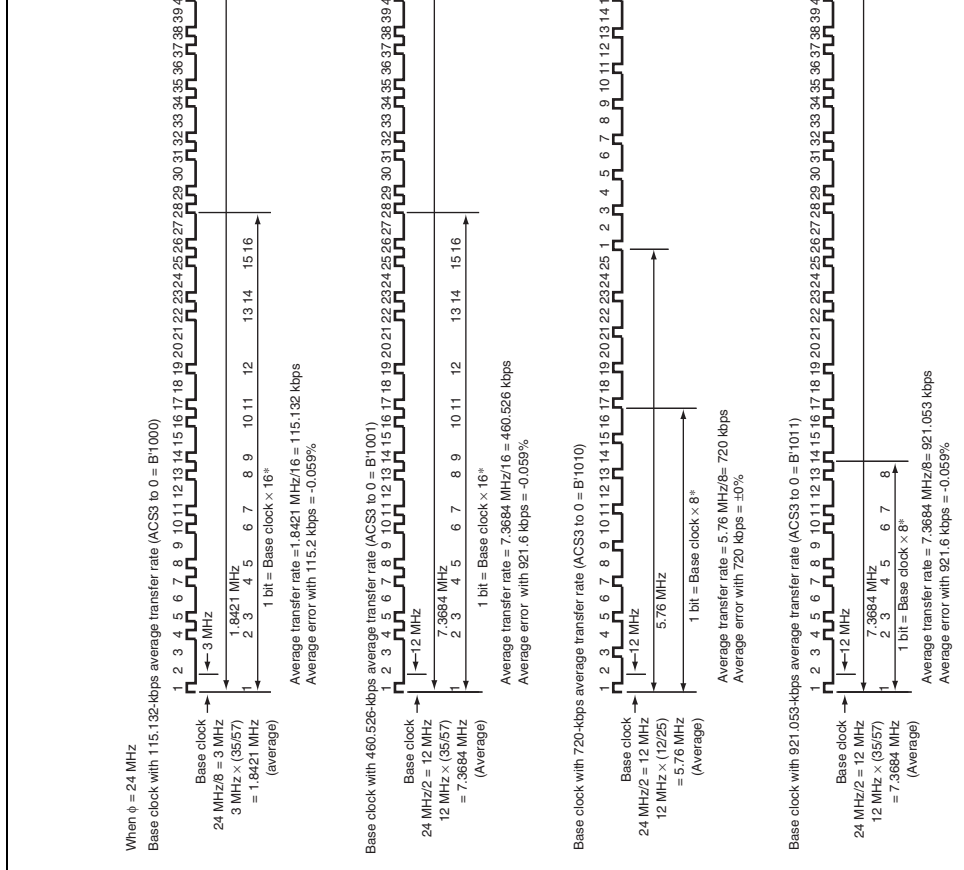 When ϕ = 24 MHz
Base clock with 115.132-kbps average transfer rate (ACS3 to 0 = B'1000)
1 2 3 4 5 6 7 8 9 10 11 12 13 14 15 16 17 18 19 20 21 22 23 24 25 26 27 28 29 30 31 32 33 34 35 36 37 38 39 4
Base clock
24 MHz/8 = 3 MHz
3 MHz × (35/57)
= 1.8421 MHz
(average)
3 MHz
1.8421 MHz
1 2 3 4 5 6 7 8 9 10 11 12 13 14 15 16
1 bit = Base clock × 16*
Average transfer rate =1.8421 MHz/16 = 115.132 kbps
Average error with 115.2 kbps = -0.059%
Base clock with 460.526-kbps average transfer rate (ACS3 to 0 = B'1001)
1 2 3 4 5 6 7 8 9 10 11 12 13 14 15 16 17 18 19 20 21 22 23 24 25 26 27 28 29 30 31 32 33 34 35 36 37 38 39 4
Base clock
24 MHz/2 = 12 MHz
12 MHz × (35/57)
= 7.3684 MHz
(Average)
12 MHz
7.3684 MHz
1 2 3 4 5 6 7 8 9 10 11 12 13 14 15 16
1 bit = Base clock × 16*
Average transfer rate = 7.3684 MHz/16 = 460.526 kbps
Average error with 921.6 kbps = -0.059%
Base clock with 720-kbps average transfer rate (ACS3 to 0 = B'1010)
1 2 3 4 5 6 7 8 9 10 11 12 13 14 15 16 17 18 19 20 21 22 23 24 25 1 2 3 4 5 6 7 8 9 10 11 12 13 14 1
Base clock
24 MHz/2 = 12 MHz
12 MHz × (12/25)
= 5.76 MHz
(Average)
12 MHz
5.76 MHz
1 bit = Base clock × 8*
Average transfer rate = 5.76 MHz/8= 720 kbps
Average error with 720 kbps = ±0%
Base clock with 921.053-kbps average transfer rate (ACS3 to 0 = B'1011)
1 2 3 4 5 6 7 8 9 10 11 12 13 14 15 16 17 18 19 20 21 22 23 24 25 26 27 28 29 30 31 32 33 34 35 36 37 38 39 4
Base clock
24 MHz/2 = 12 MHz
12 MHz × (35/57)
= 7.3684 MHz
(Average)
12 MHz
7.3684 MHz
1 2 3 4 5 6 7 8
1 bit = Base clock × 8*
Average transfer rate = 7.3684 MHz/8= 921.053 kbps
Average error with 921.6 kbps = -0.059%